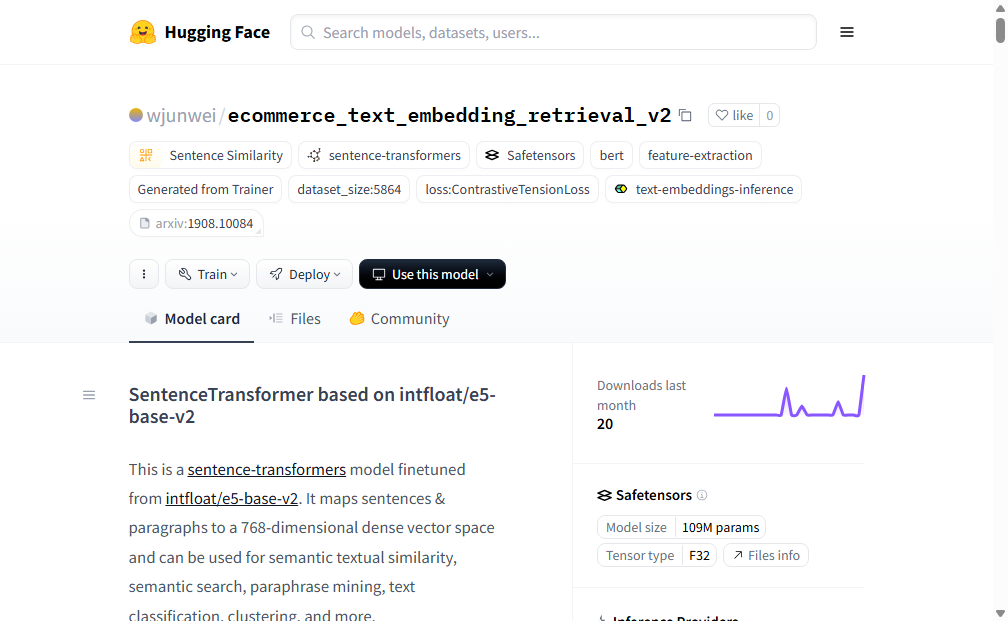 Hugging Face
Search models, datasets, users...
wjunwei/ecommerce_text_embedding_retrieval_v2
like 0
Sentence Similarity
sentence-transformers
Safetensors
bert
feature-extraction
Generated from Trainer
dataset_size:5864
loss:ContrastiveTensionLoss
text-embeddings-inference
arxiv:1908.10084
Train
Deploy
Use this model
Model card
Files
Community
SentenceTransformer based on intfloat/e5-
base-v2
This is a sentence-transformers model finetuned
from intfloat/e5-base-v2. It maps sentences &
paragraphs to a 768-dimensional dense vector space
and can be used for semantic textual similarity,
semantic search, paraphrase mining, text
classification, clustering, and more.
Downloads last
month
20
Safetensors
Model size 109M params
Tensor type F32
Files info
Inference Providers